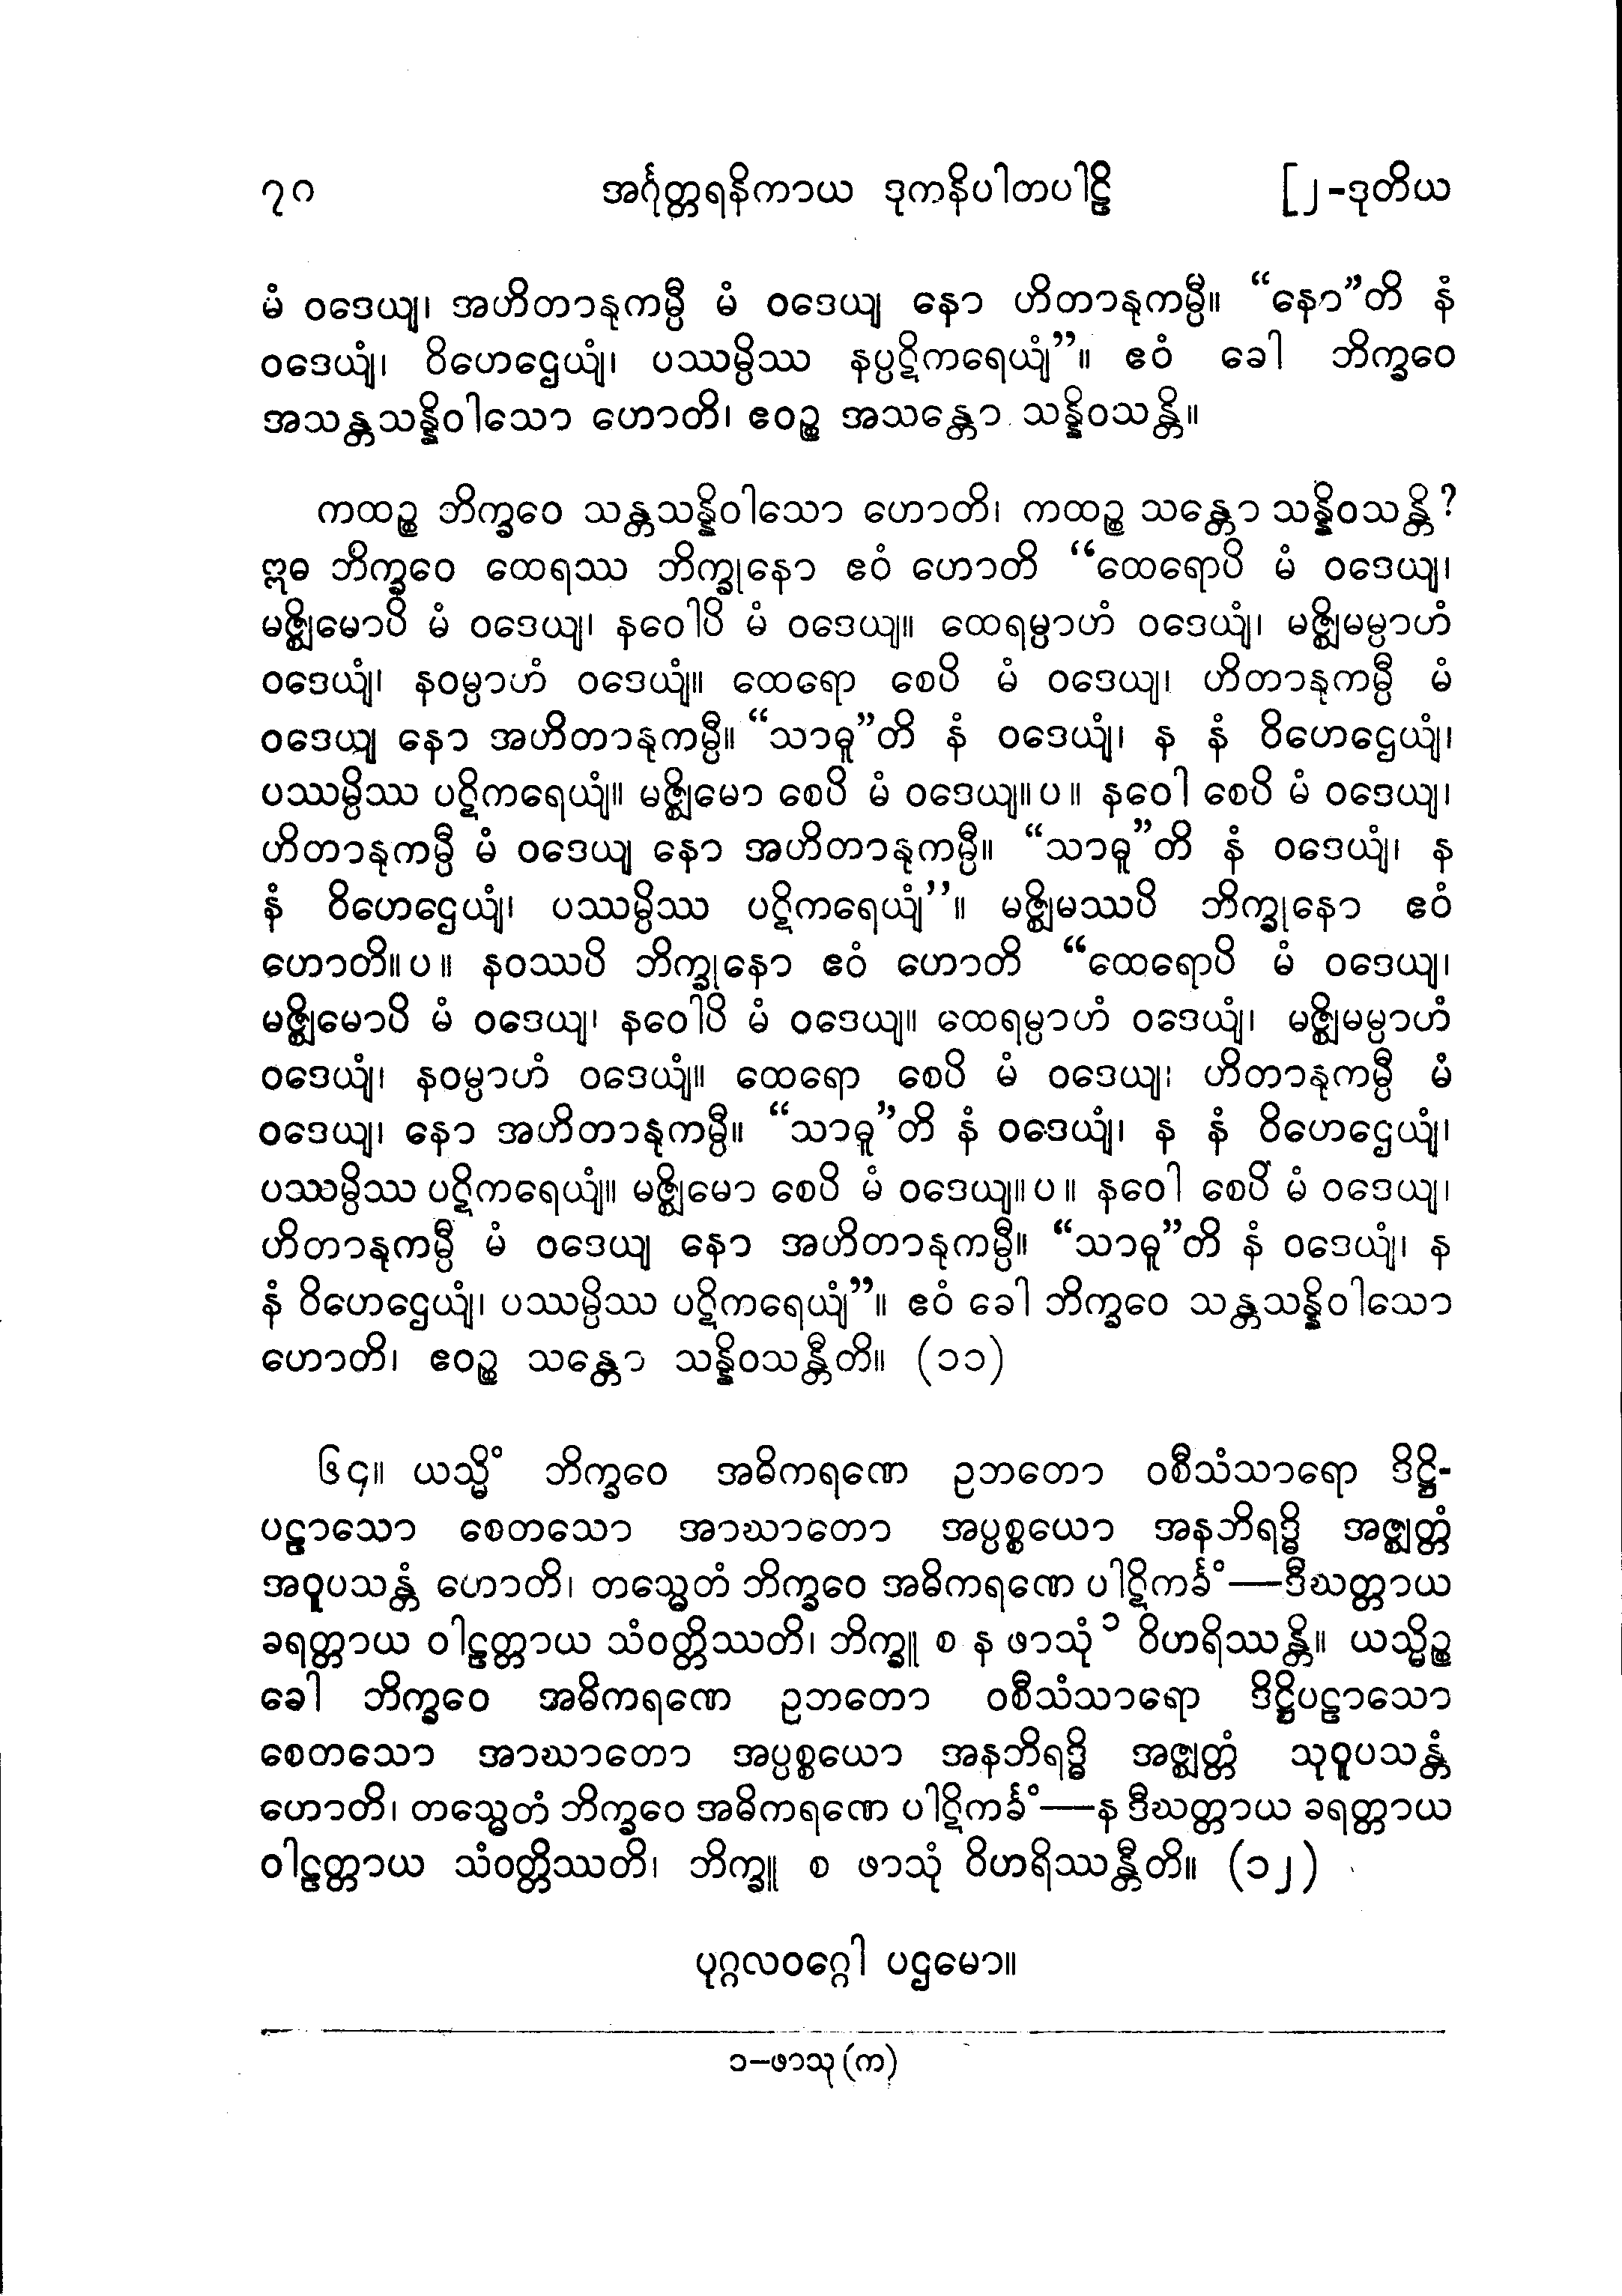 ၇၀ အင်္ဂုတ္တရနိကာယ ဒုကနိပါတပါဠိ [၂-ဒုတိယ
မံ ဝဒေယျ၊ အဟိတာနုကမ္ပီ မံ ဝဒေယျ နော ဟိတာနုကမ္ပီ။ “နော”တိ နံ
ဝဒေယျံ၊ ဝိဟေဌေယျံ၊ ပဿမ္ပိဿ နပ္ပဋိကရေယျံ”။ ဧဝံ ခေါ ဘိက္ခဝေ
အသန္တသန္နိဝါသော ဟောတိ၊ ဧဝဉ္စ အသန္တော သန္နိဝသန္တိ။
ကထဉ္စ ဘိက္ခဝေ သန္တသန္နိဝါသော ဟောတိ၊ ကထဉ္စ သန္တော သန္နိဝသန္တိ?
ဣဓ ဘိက္ခဝေ ထေရဿ ဘိက္ခုနော ဧဝံ ဟောတိ “ထေရောပိ မံ ဝဒေယျ၊
မဇ္ဈိမောပိ မံ ဝဒေယျ၊ နဝေါပိ မံ ဝဒေယျ။ ထေရမ္ပာဟံ ဝဒေယျံ၊ မဇ္ဈိမမ္ပာဟံ
ဝဒေယျံ၊ နဝမ္ပာဟံ ဝဒေယျံ။ ထေရော စေပိ မံ ဝဒေယျ၊ ဟိတာနုကမ္ပီ မံ
ဝဒေယျ နော အဟိတာနုကမ္ပီ။ “သာဓူ”တိ နံ ဝဒေယျံ၊ န နံ ဝိဟေဌေယျံ၊
ပဿမ္ပိဿ ပဋိကရေယျံ။ မဇ္ဈိမော စေပိ မံ ဝဒေယျ။ပ။ နဝေါ စေပိ မံ ဝဒေယျ၊
ဟိတာနုကမ္ပီ မံ ဝဒေယျ နော အဟိတာနုကမ္ပီ။ “သာဓူ”တိ နံ ဝဒေယျံ၊ န
နံ ဝိဟေဌေယျံ၊ ပဿမ္ပိဿ ပဋိကရေယျံ”။ မဇ္ဈိမဿပိ ဘိက္ခုနော ဧဝံ
ဟောတိ။ပ။ နဝဿပိ ဘိက္ခုနော ဧဝံ ဟောတိ “ထေရောပိ မံ ဝဒေယျ၊
မဇ္ဈိမောပိ မံ ဝဒေယျ၊ နဝေါပိ မံ ဝဒေယျ။ ထေရမ္ပာဟံ ဝဒေယျံ၊ မဇ္ဈိမမ္ပာဟံ
ဝဒေယျံ၊ နဝမ္ပာဟံ ဝဒေယျံ။ ထေရော စေပိ မံ ဝဒေယျ၊ ဟိတာနုကမ္ပီ မံ
ဝဒေယျ၊ နော အဟိတာနုကမ္ပီ။ “သာဓူ”တိ နံ ဝဒေယျံ၊ န နံ ဝိဟေဌေယျံ၊
ပဿမ္ပိဿ ပဋိကရေယျံ။ မဇ္ဈိမော စေပိ မံ ဝဒေယျ။ပ။ နဝေါ စေပိ မံ ဝဒေယျ၊
ဟိတာနုကမ္ပီ မံ ဝဒေယျ နော အဟိတာနုကမ္ပီ။ “သာဓူ”တိ နံ ဝဒေယျံ၊ န
နံ ဝိဟေဌေယျံ၊ ပဿမ္ပိဿ ပဋိကရေယျံ”။ ဧဝံ ခေါ ဘိက္ခဝေ သန္တသန္နိဝါသော
ဟောတိ၊ ဧဝဉ္စ သန္တော သန္နိဝသန္တီတိ။ (၁၁)
၆၄။ ယသ္မိံ ဘိက္ခဝေ အဓိကရဏေ ဥဘတော ဝစီသံသာရော ဒိဋ္ဌိ-
ပဠာသော စေတသော အာဃာတော အပ္ပစ္စယော အနဘိရဒ္ဓိ အဇ္ဈတ္တံ
အဝူပသန္တံ ဟောတိ၊ တသ္မေတံ ဘိက္ခဝေ အဓိကရဏေ ပါဋိကင်္ခံ—ဒီဃတ္တာယ
ခရတ္တာယ ဝါဠတ္တာယ သံဝတ္တိဿတိ၊ ဘိက္ခူ စ န ဖာသုံ ၁ ဝိဟရိဿန္တိ။ ယသ္မိဉ္စ
ခေါ ဘိက္ခဝေ အဓိကရဏေ ဥဘတော ဝစီသံသာရော ဒိဋ္ဌိပဠာသော
စေတသော အာဃာတော အပ္ပစ္စယော အနဘိရဒ္ဓိ အဇ္ဈတ္တံ သုဝူပသန္တံ
ဟောတိ၊ တသ္မေတံ ဘိက္ခဝေ အဓိကရဏေ ပါဋိကင်္ခံ—န ဒီဃတ္တာယ ခရတ္တာယ
ဝါဠတ္တာယ သံဝတ္တိဿတိ၊ ဘိက္ခူ စ ဖာသုံ ဝိဟရိဿန္တီတိ။ (၁၂)
ပုဂ္ဂလဝဂ္ဂေါ ပဌမော။
၁-ဖာသု (က)